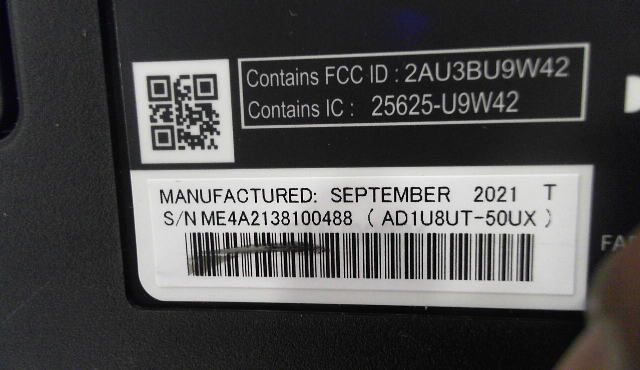 Contains FCC ID : 2AU3BU9W42
Contains IC : 25625-U9W42
MANUFACTURED: SEPTEMBER 2021 T
S/N ME4A2138100488 ( AD1U8UT-50UX )